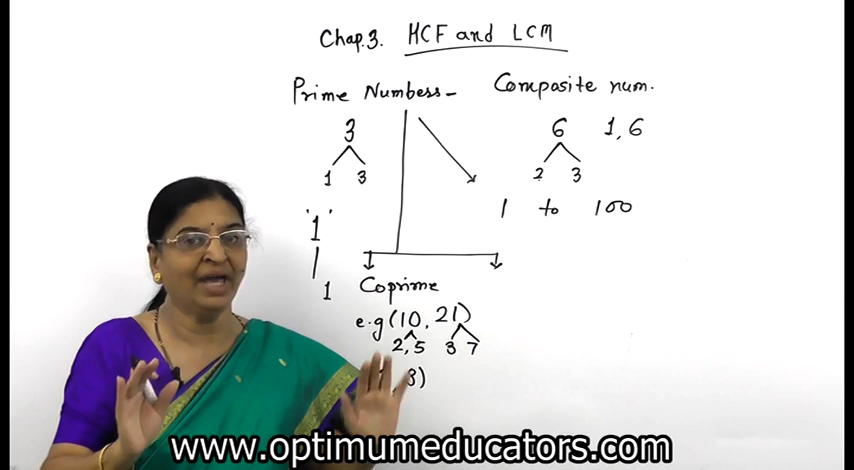 Chap.3. HCF and LCM
Prime Numbers -
Composite num.
3
1 3
6 1, 6
2 3
'1'
1
1 to 100
Coprime
e.g (10, 21)
2, 5 3 7
3)
www.optimumeducators.com